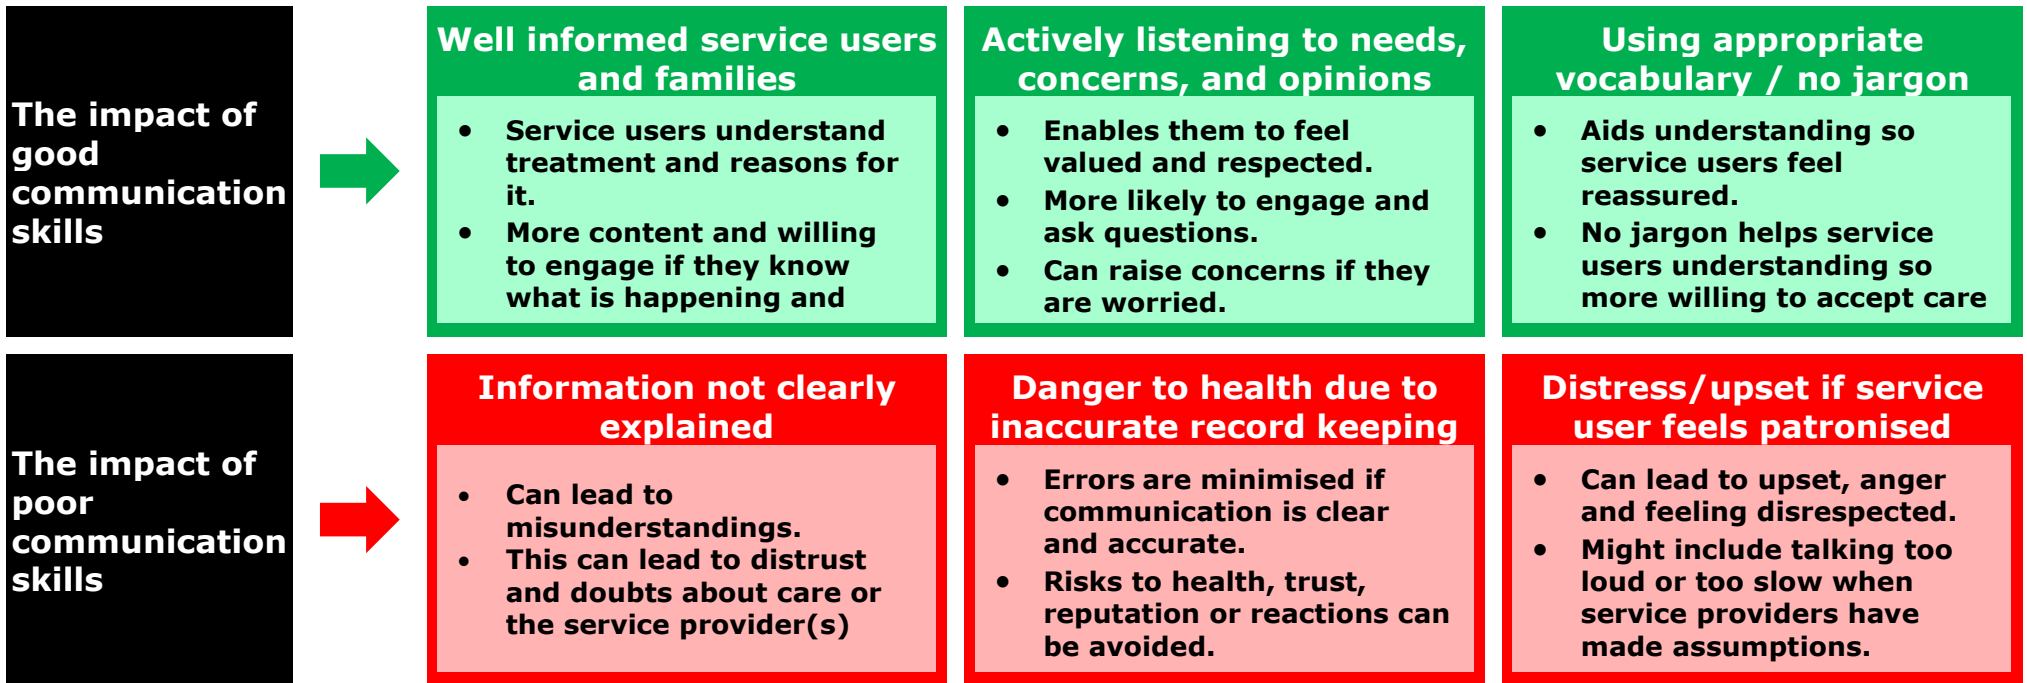 The impact of
good
communication
skills
Well informed service users
and families
• Service users understand
treatment and reasons for
it.
• More content and willing
to engage if they know
what is happening and
Actively listening to needs,
concerns, and opinions
• Enables them to feel
valued and respected.
• More likely to engage and
ask questions.
• Can raise concerns if they
are worried.
Using appropriate
vocabulary / no jargon
• Aids understanding so
service users feel
reassured.
• No jargon helps service
users understanding so
more willing to accept care
The impact of
poor
communication
skills
Information not clearly
explained
• Can lead to
misunderstandings.
• This can lead to distrust
and doubts about care or
the service provider(s)
Danger to health due to
inaccurate record keeping
• Errors are minimised if
communication is clear
and accurate.
• Risks to health, trust,
reputation or reactions can
be avoided.
Distress/upset if service
user feels patronised
• Can lead to upset, anger
and feeling disrespected.
• Might include talking too
loud or too slow when
service providers have
made assumptions.